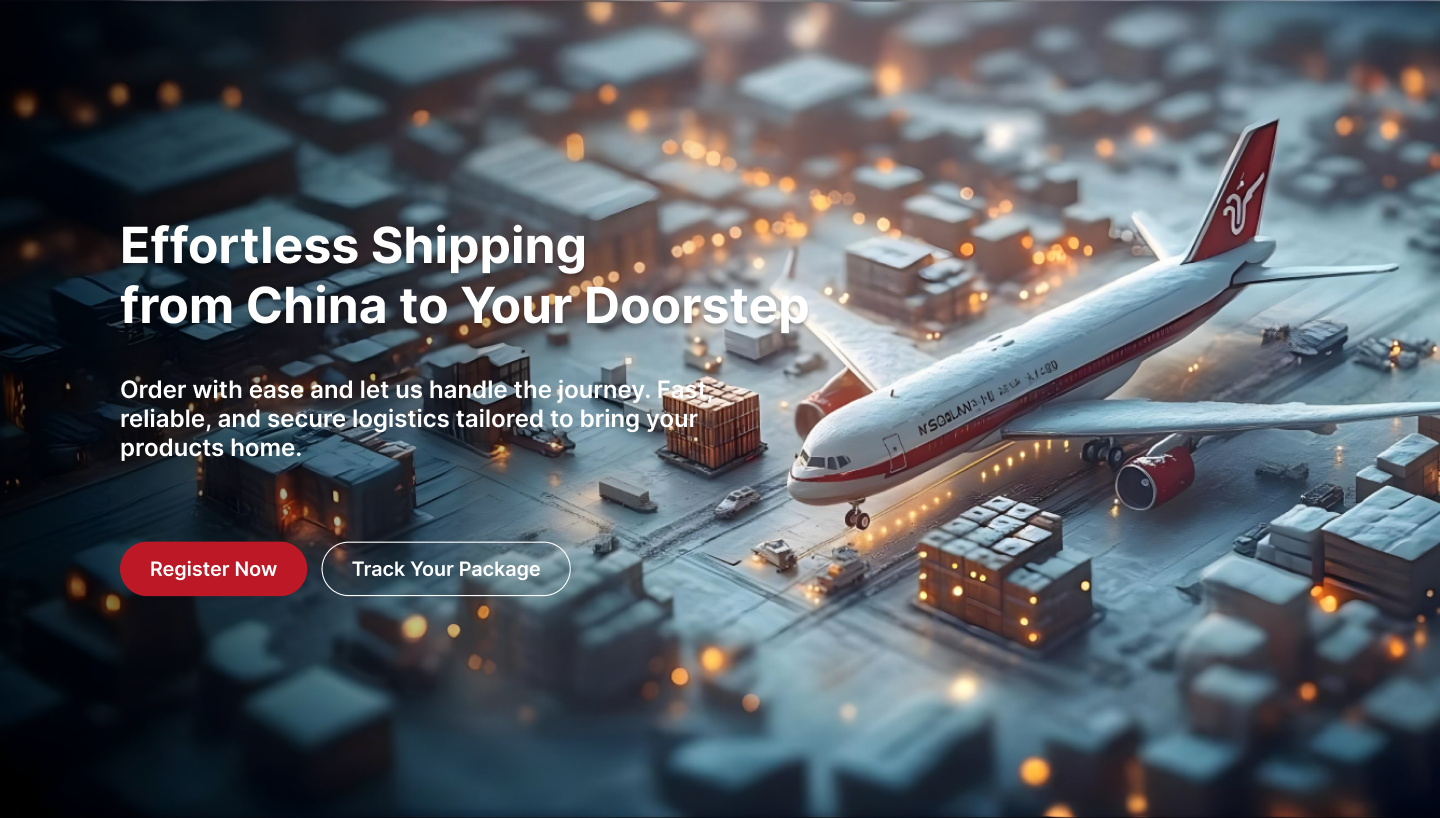 Effortless Shipping
from China to Your Doorstep
Order with ease and let us handle the journey. Fast,
reliable, and secure logistics tailored to bring your
products home.
Register Now
Track Your Package